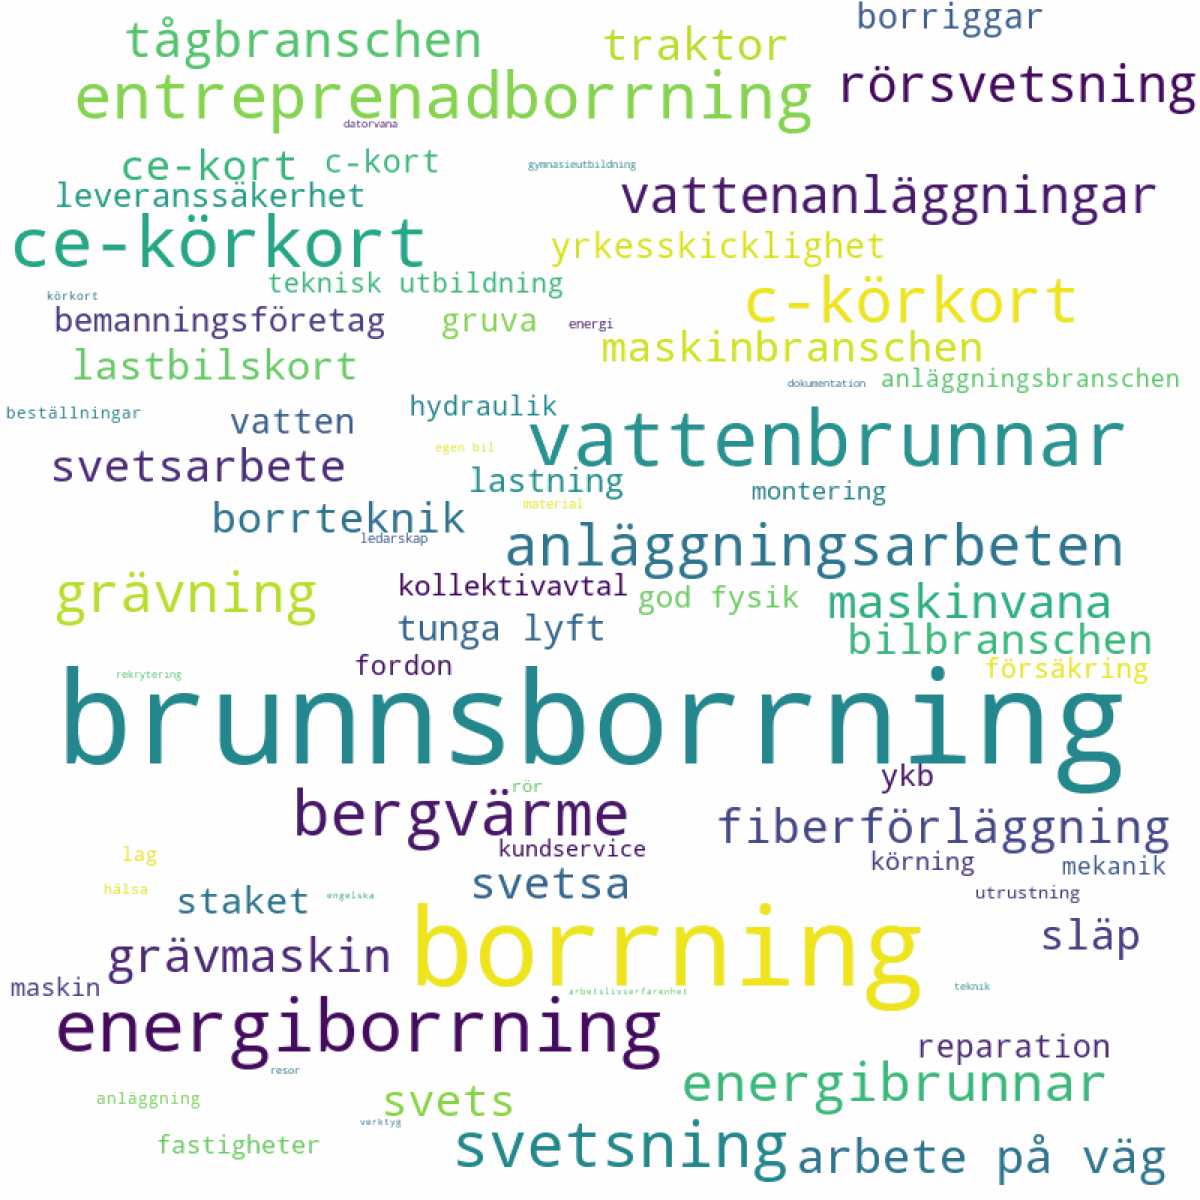 borriggar
tågbranschen
traktor
rörsvetsning
entreprenadborrning
datorvana
ce-kort
c-kort
gymnasieutbildning
leveranssäkerhet
vattenanläggningar
ce-körkort
yrkesskicklighet
teknisk utbildning
körkort
c-körkort
bemanningsföretag
gruva
energi
maskinbranschen
lastbilskort
dokumentation
anläggningsbranschen
beställningar
vatten
hydraulik
vattenbrunnar
egen bil
svetsarbete
lastning
montering
material
borrteknik
ledarskap
anläggningsarbeten
grävning
kollektivavtal
god fysik
maskinvana
tunga lyft
bilbranschen
fordon
försäkring
rekrytering
brunnsborrning
ykb
rör
bergvärme
fiberförläggning
kundservice
lag
körning
mekanik
hälsa
svetsa
utrustning
staket
engelska
borrning
släp
grävmaskin
maskin
arbetslivserfarenhet
teknik
energiborrning
reparation
resor
energibrunnar
anläggning
svets
verktyg
fastigheter
svetsning
arbete på väg